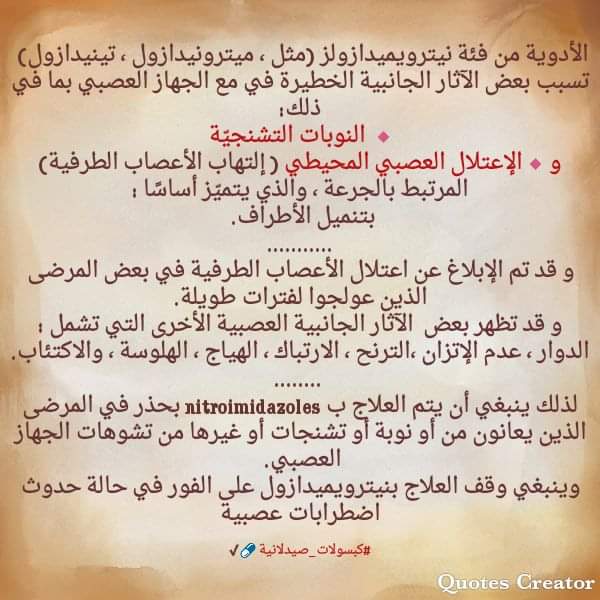 الأدوية من فئة نيترويميدازولز (مثل ، ميترونيدازول ، تينيدازول)
تسبب بعض الآثار الجانبية الخطيرة في مع الجهاز العصبي بما في
ذلك:
🔸 النوبات التشنجيّة
و🔸الإعتلال العصبي المحيطي (إلتهاب الأعصاب الطرفية)
المرتبط بالجرعة ، والذي يتميّز أساسًا :
بتنميل الأطراف.
...........
و قد تم الإبلاغ عن اعتلال الأعصاب الطرفية في بعض المرضى
الذين عولجوا لفترات طويلة.
و قد تظهر بعض الآثار الجانبية العصبية الأخرى التي تشمل :
الدوار ، عدم الإتزان ،الترنح ، الارتباك ، الهياج ، الهلوسة ، والاكتئاب.
........
لذلك ينبغي أن يتم العلاج ب nitroimidazoles بحذر في المرضى
الذين يعانون من أو نوبة أو تشنجات أو غيرها من تشوهات الجهاز
العصبي.
وينبغي وقف العلاج بنيترويميدازول على الفور في حالة حدوث
اضطرابات عصبية
#كبسولات_صيدلانية 💊✔
Quotes Creator